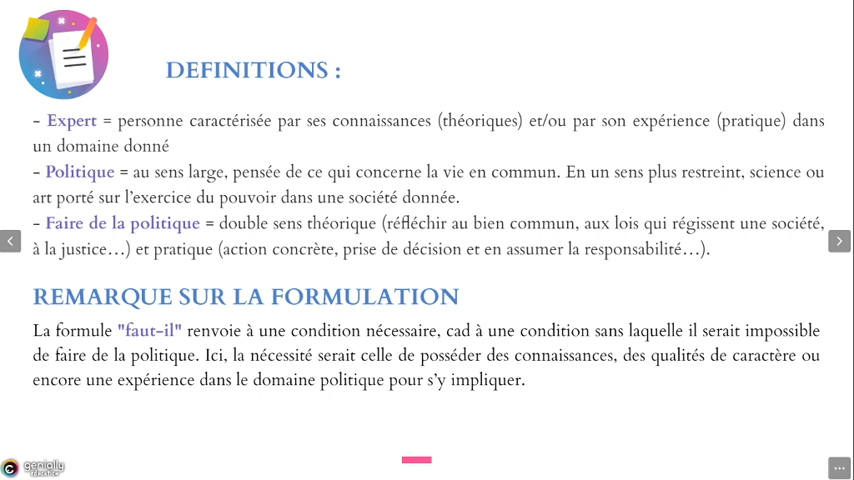 DEFINITIONS :
- Expert = personne caractérisée par ses connaissances (théoriques) et/ou par son expérience (pratique) dans
un domaine donné
- Politique = au sens large, pensée de ce qui concerne la vie en commun. En un sens plus restreint, science ou
art porté sur l'exercice du pouvoir dans une société donnée.
- Faire de la politique = double sens théorique (réfléchir au bien commun, aux lois qui régissent une société,
à la justice…) et pratique (action concrète, prise de décision et en assumer la responsabilité…).
REMARQUE SUR LA FORMULATION
La formule "faut-il" renvoie à une condition nécessaire, cad à une condition sans laquelle il serait impossible
de faire de la politique. Ici, la nécessité serait celle de posséder des connaissances, des qualités de caractère ou
encore une expérience dans le domaine politique pour s'y impliquer.
genially